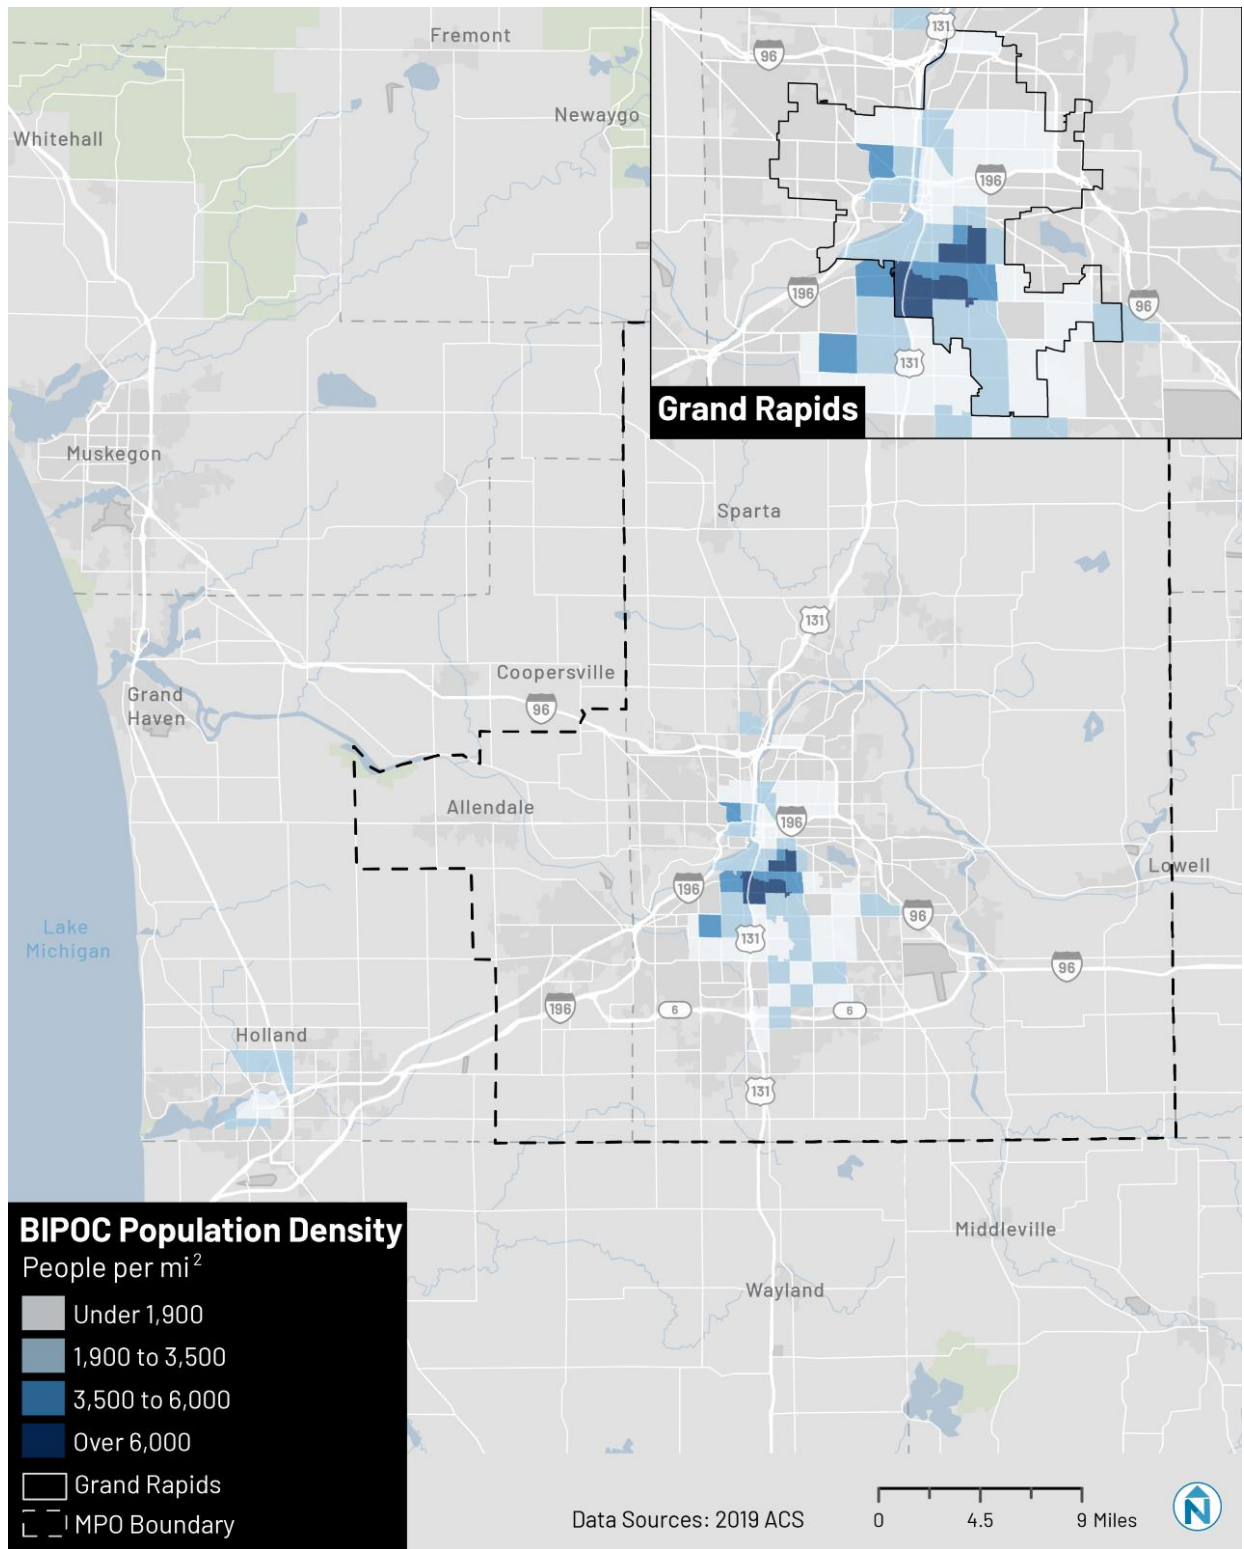 Fremont
Newaygo
Whitehall
131
96
196
196
96
131
Grand Rapids
Muskegon
Sparta
131
Coopersville
96
Grand
Haven
Allendale
196
Lowell
196
96
Lake
Michigan
131
96
196
6
6
Holland
131
BIPOC Population Density
People per mi²
Under 1,900
1,900 to 3,500
3,500 to 6,000
Over 6,000
Grand Rapids
MPO Boundary
Middleville
Wayland
Data Sources: 2019 ACS
0 4.5 9 Miles
N